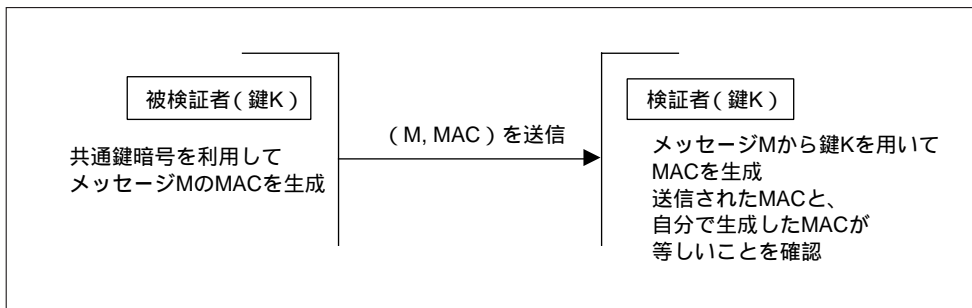 被検証者（鍵K）
共通鍵暗号を利用して
メッセージMのMACを生成
（M, MAC）を送信
検証者（鍵K）
メッセージMから鍵Kを用いて
MACを生成
送信されたMACと、
自分で生成したMACが
等しいことを確認